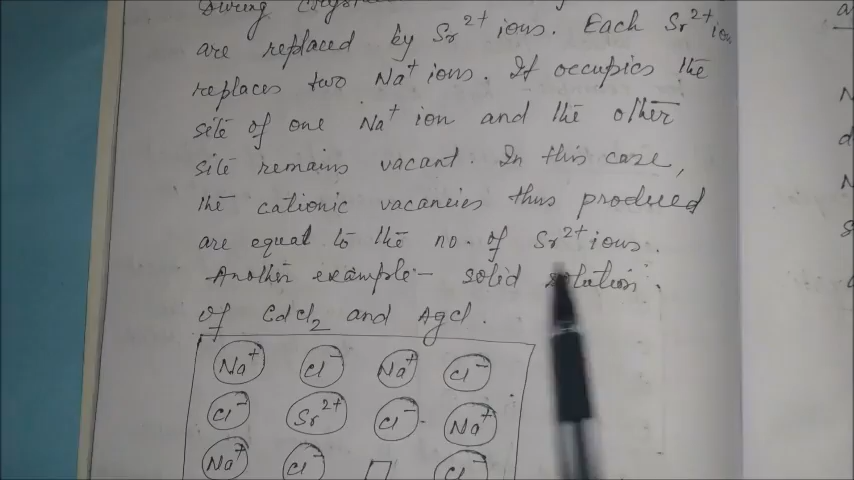 During
are replaced by Sr2+ ions. Each Sr2+ ion
replaces two Na+ ions. It occupies the
site of one Na+ ion and the other
site remains vacant. In this case,
the cationic vacancies thus produced
are equal to the no. of Sr2+ ions.
Another example:- solid solution
of CdCl2 and AgCl.
Na+ Cl- Na+ Cl-
Cl- Sr2+ Cl- Na+
Na+ Cl- Cl-